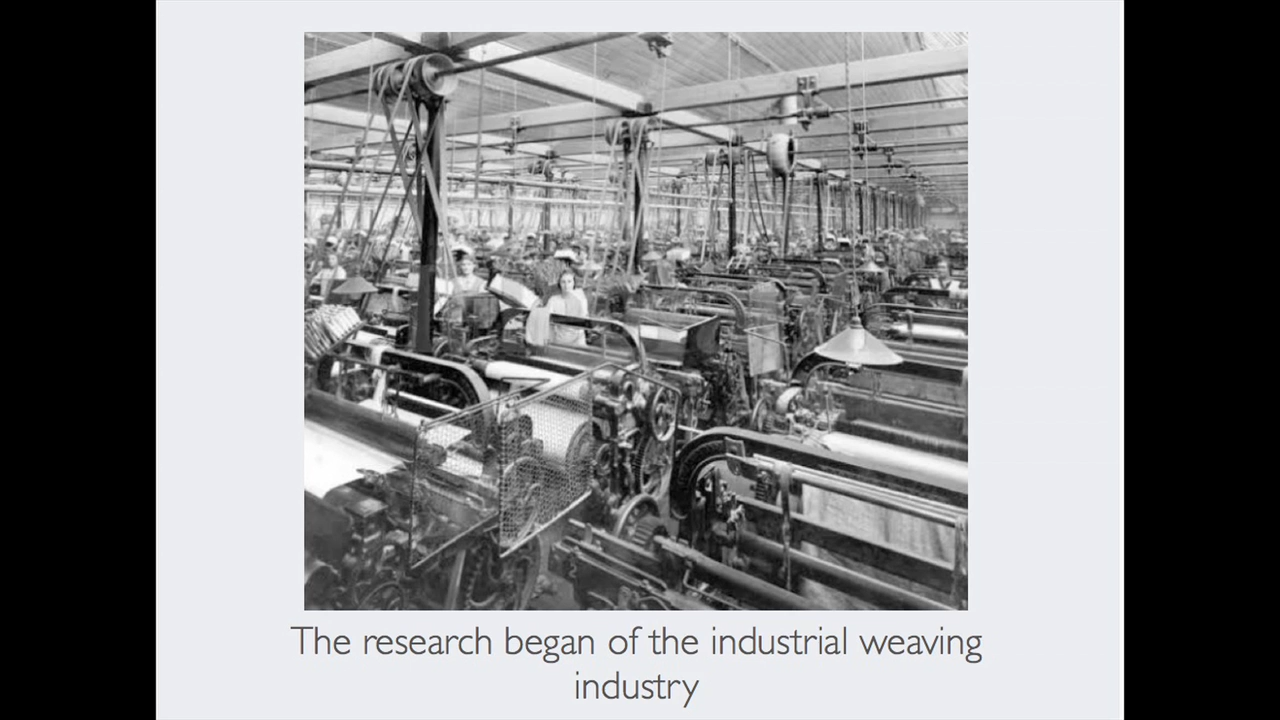 The research began of the industrial weaving
industry